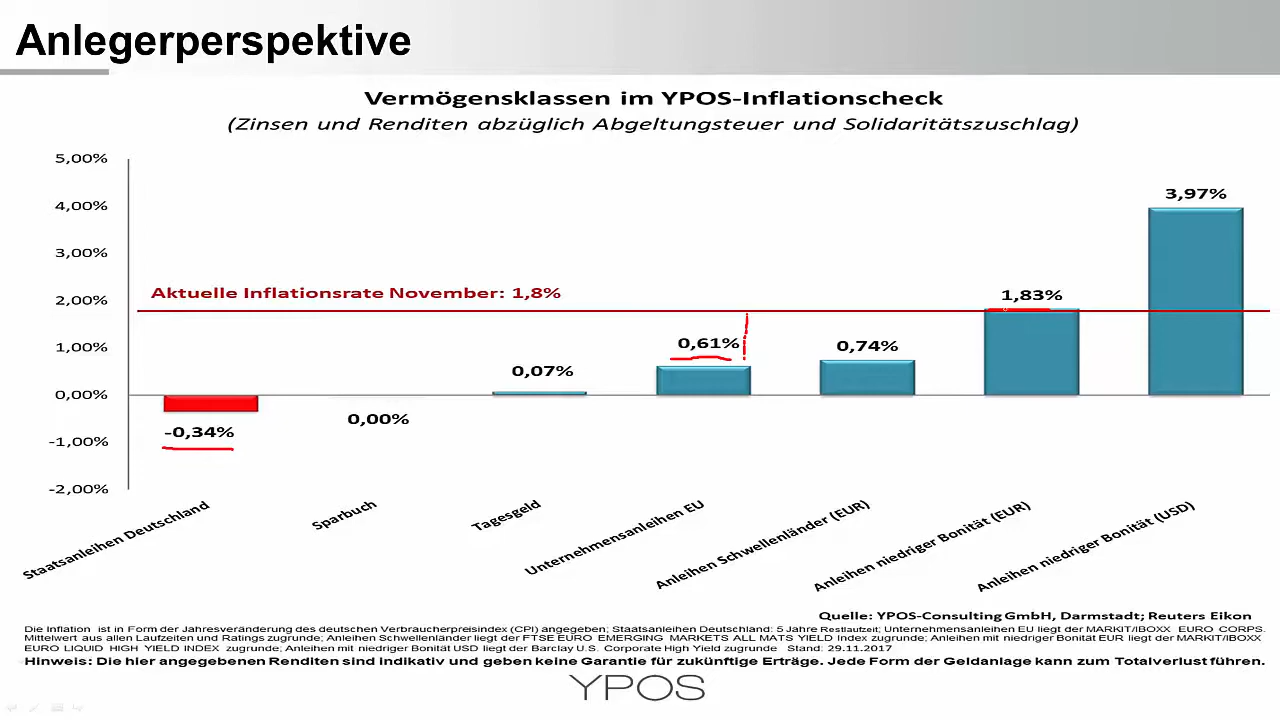 Anlegerperspektive
Vermögensklassen im YPOS-Inflationscheck
(Zinsen und Renditen abzüglich Abgeltungsteuer und Solidaritätszuschlag)
5,00%
4,00%
3,00%
2,00%
1,00%
0,00%
-1,00%
-2,00%
Aktuelle Inflationsrate November: 1,8%
-0,34%
0,00%
0,07%
0,61%
0,74%
1,83%
3,97%
Staatsanleihen Deutschland
Sparbuch
Tagesgeld
Unternehmensanleihen EU
Anleihen Schwellenländer (EUR)
Anleihen niedriger Bonität (EUR)
Anleihen niedriger Bonität (USD)
Quelle: YPOS-Consulting GmbH, Darmstadt; Reuters Eikon
Die Inflation ist in Form der Jahresveränderung des deutschen Verbraucherpreisindex (CPI) angegeben; Staatsanleihen Deutschland: 5 Jahre Restlaufzeit; Unternehmensanleihen EU liegt der MARKIT/IBOXX EURO CORPS.
Mittelwert aus allen Laufzeiten und Ratings zugrunde; Anleihen Schwellenländer liegt der FTSE EURO EMERGING MARKETS ALL MATS YIELD Index zugrunde; Anleihen mit niedriger Bonität EUR liegt der MARKIT/IBOXX
EURO LIQUID HIGH YIELD INDEX zugrunde; Anleihen mit niedriger Bonität USD liegt der Barclay U.S. Corporate High Yield zugrunde Stand: 29.11.2017
Hinweis: Die hier angegebenen Renditen sind indikativ und geben keine Garantie für zukünftige Erträge. Jede Form der Geldanlage kann zum Totalverlust führen.
YPOS